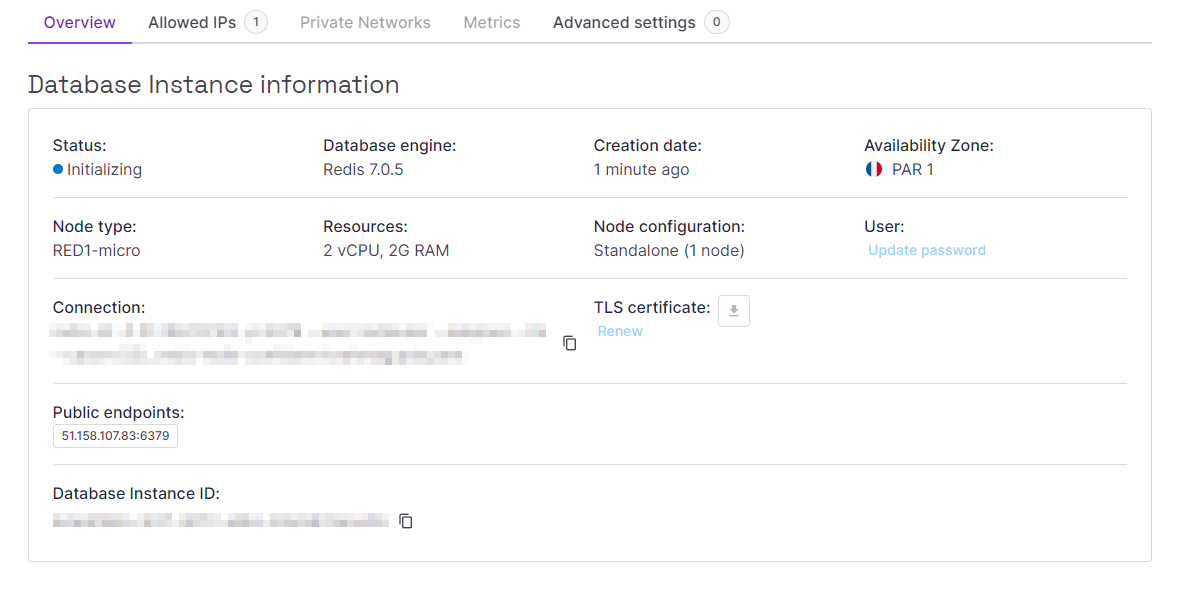 Overview Allowed IPs 1 Private Networks Metrics Advanced settings 0
Database Instance information
Status: Database engine: Creation date: Availability Zone:
Initializing Redis 7.0.5 1 minute ago PAR 1
Node type: Resources: Node configuration: User:
RED1-micro 2 vCPU, 2G RAM Standalone (1 node) Update password
Connection: TLS certificate:
Renew
Public endpoints:
51.158.107.83:6379
Database Instance ID: